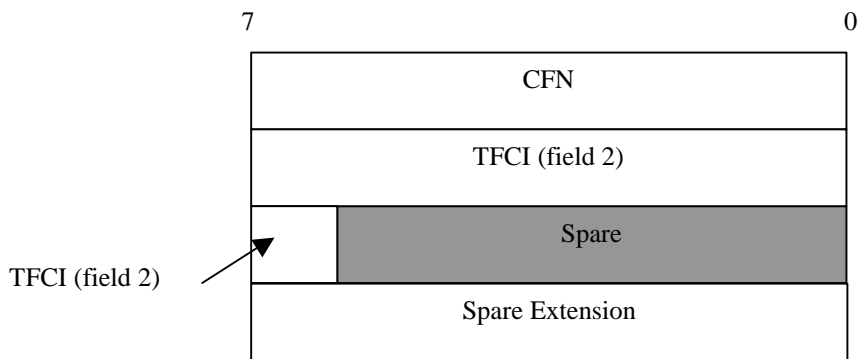 7 0
CFN
TFCI (field 2)
Spare
TFCI (field 2)
Spare Extension